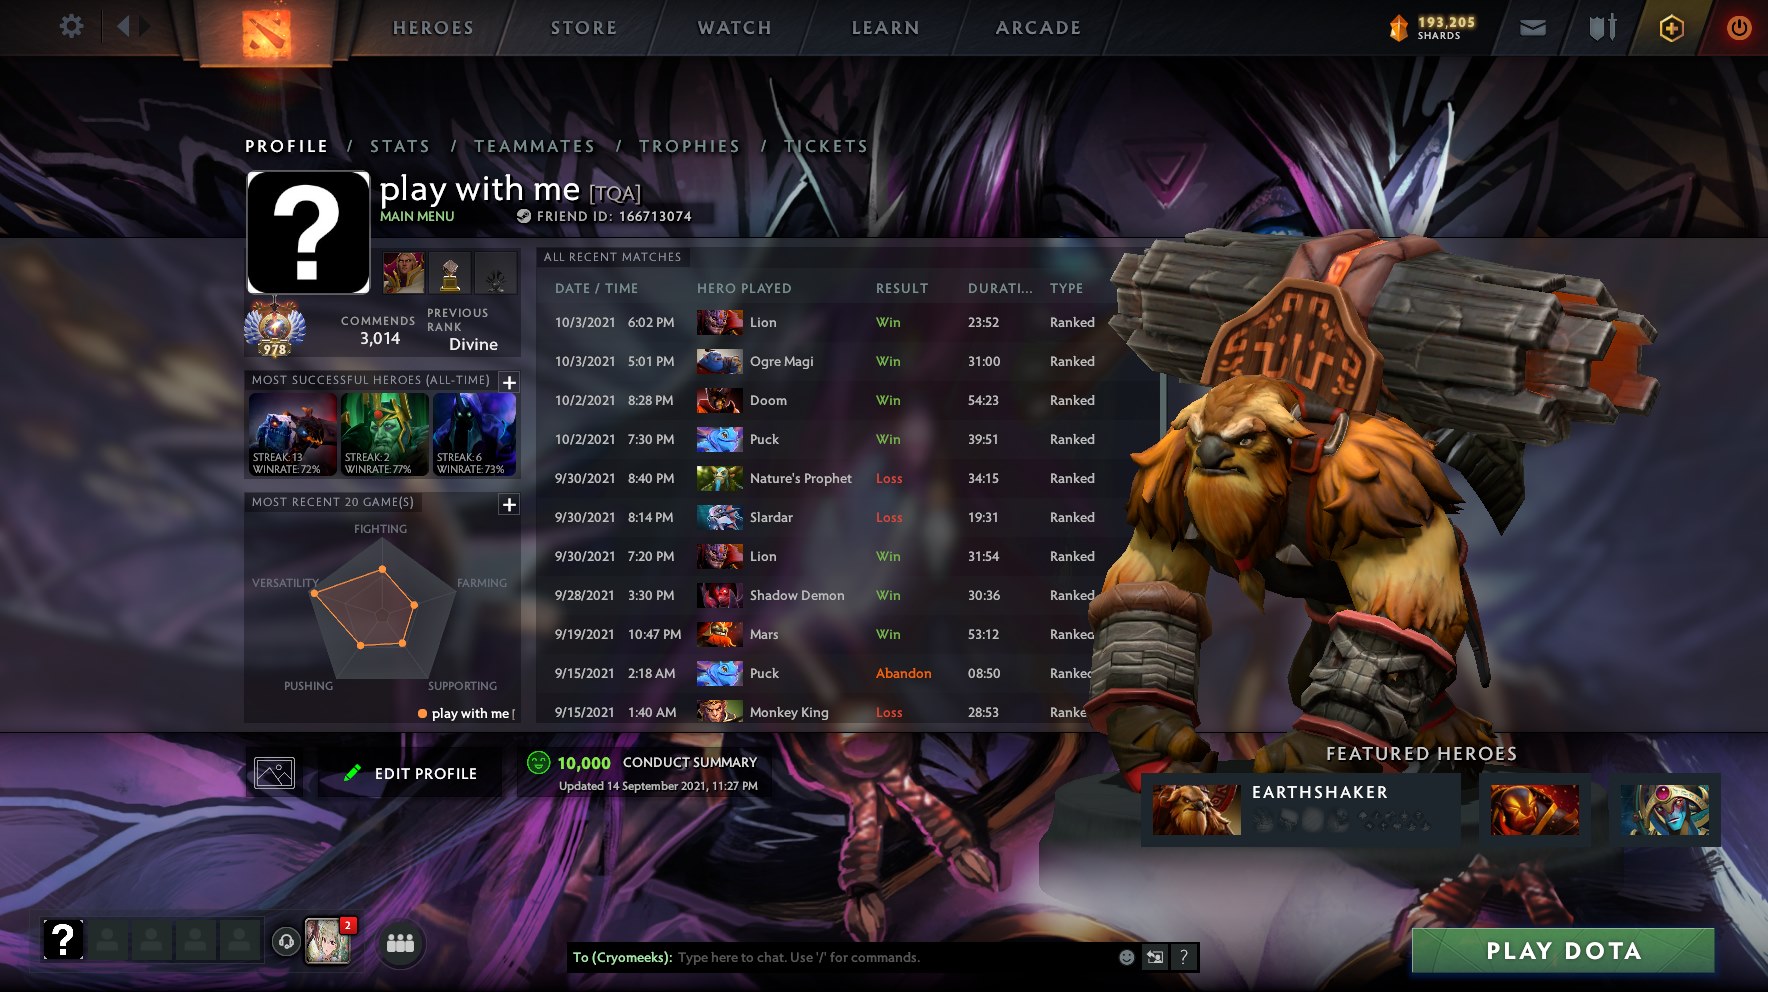 HEROES STORE WATCH LEARN ARCADE
193,205
SHARDS
PROFILE / STATS / TEAMMATES / TROPHIES / TICKETS
play with me [TQA]
MAIN MENU FRIEND ID: 166713074
COMMENDS
3,014
PREVIOUS
RANK
Divine
978
MOST SUCCESSFUL HEROES (ALL-TIME) +
STREAK: 13
WINRATE: 72%
STREAK: 2
WINRATE: 77%
STREAK: 6
WINRATE: 73%
MOST RECENT 20 GAME(S) +
FIGHTING
VERSATILITY
FARMING
PUSHING
SUPPORTING
play with me [
ALL RECENT MATCHES
DATE / TIME HERO PLAYED RESULT DURATI... TYPE
10/3/2021 6:02 PM Lion Win 23:52 Ranked
10/3/2021 5:01 PM Ogre Magi Win 31:00 Ranked
10/2/2021 8:28 PM Doom Win 54:23 Ranked
10/2/2021 7:30 PM Puck Win 39:51 Ranked
9/30/2021 8:40 PM Nature's Prophet Loss 34:15 Ranked
9/30/2021 8:14 PM Slardar Loss 19:31 Ranked
9/30/2021 7:20 PM Lion Win 31:54 Ranked
9/28/2021 3:30 PM Shadow Demon Win 30:36 Ranked
9/19/2021 10:47 PM Mars Win 53:12 Ranked
9/15/2021 2:18 AM Puck Abandon 08:50 Ranked
9/15/2021 1:40 AM Monkey King Loss 28:53 Ranke
EDIT PROFILE
10,000 CONDUCT SUMMARY
Updated 14 September 2021, 11:27 PM
FEATURED HEROES
EARTHSHAKER
2
To (Cryomeeks): Type here to chat. Use '/' for commands.
?
PLAY DOTA